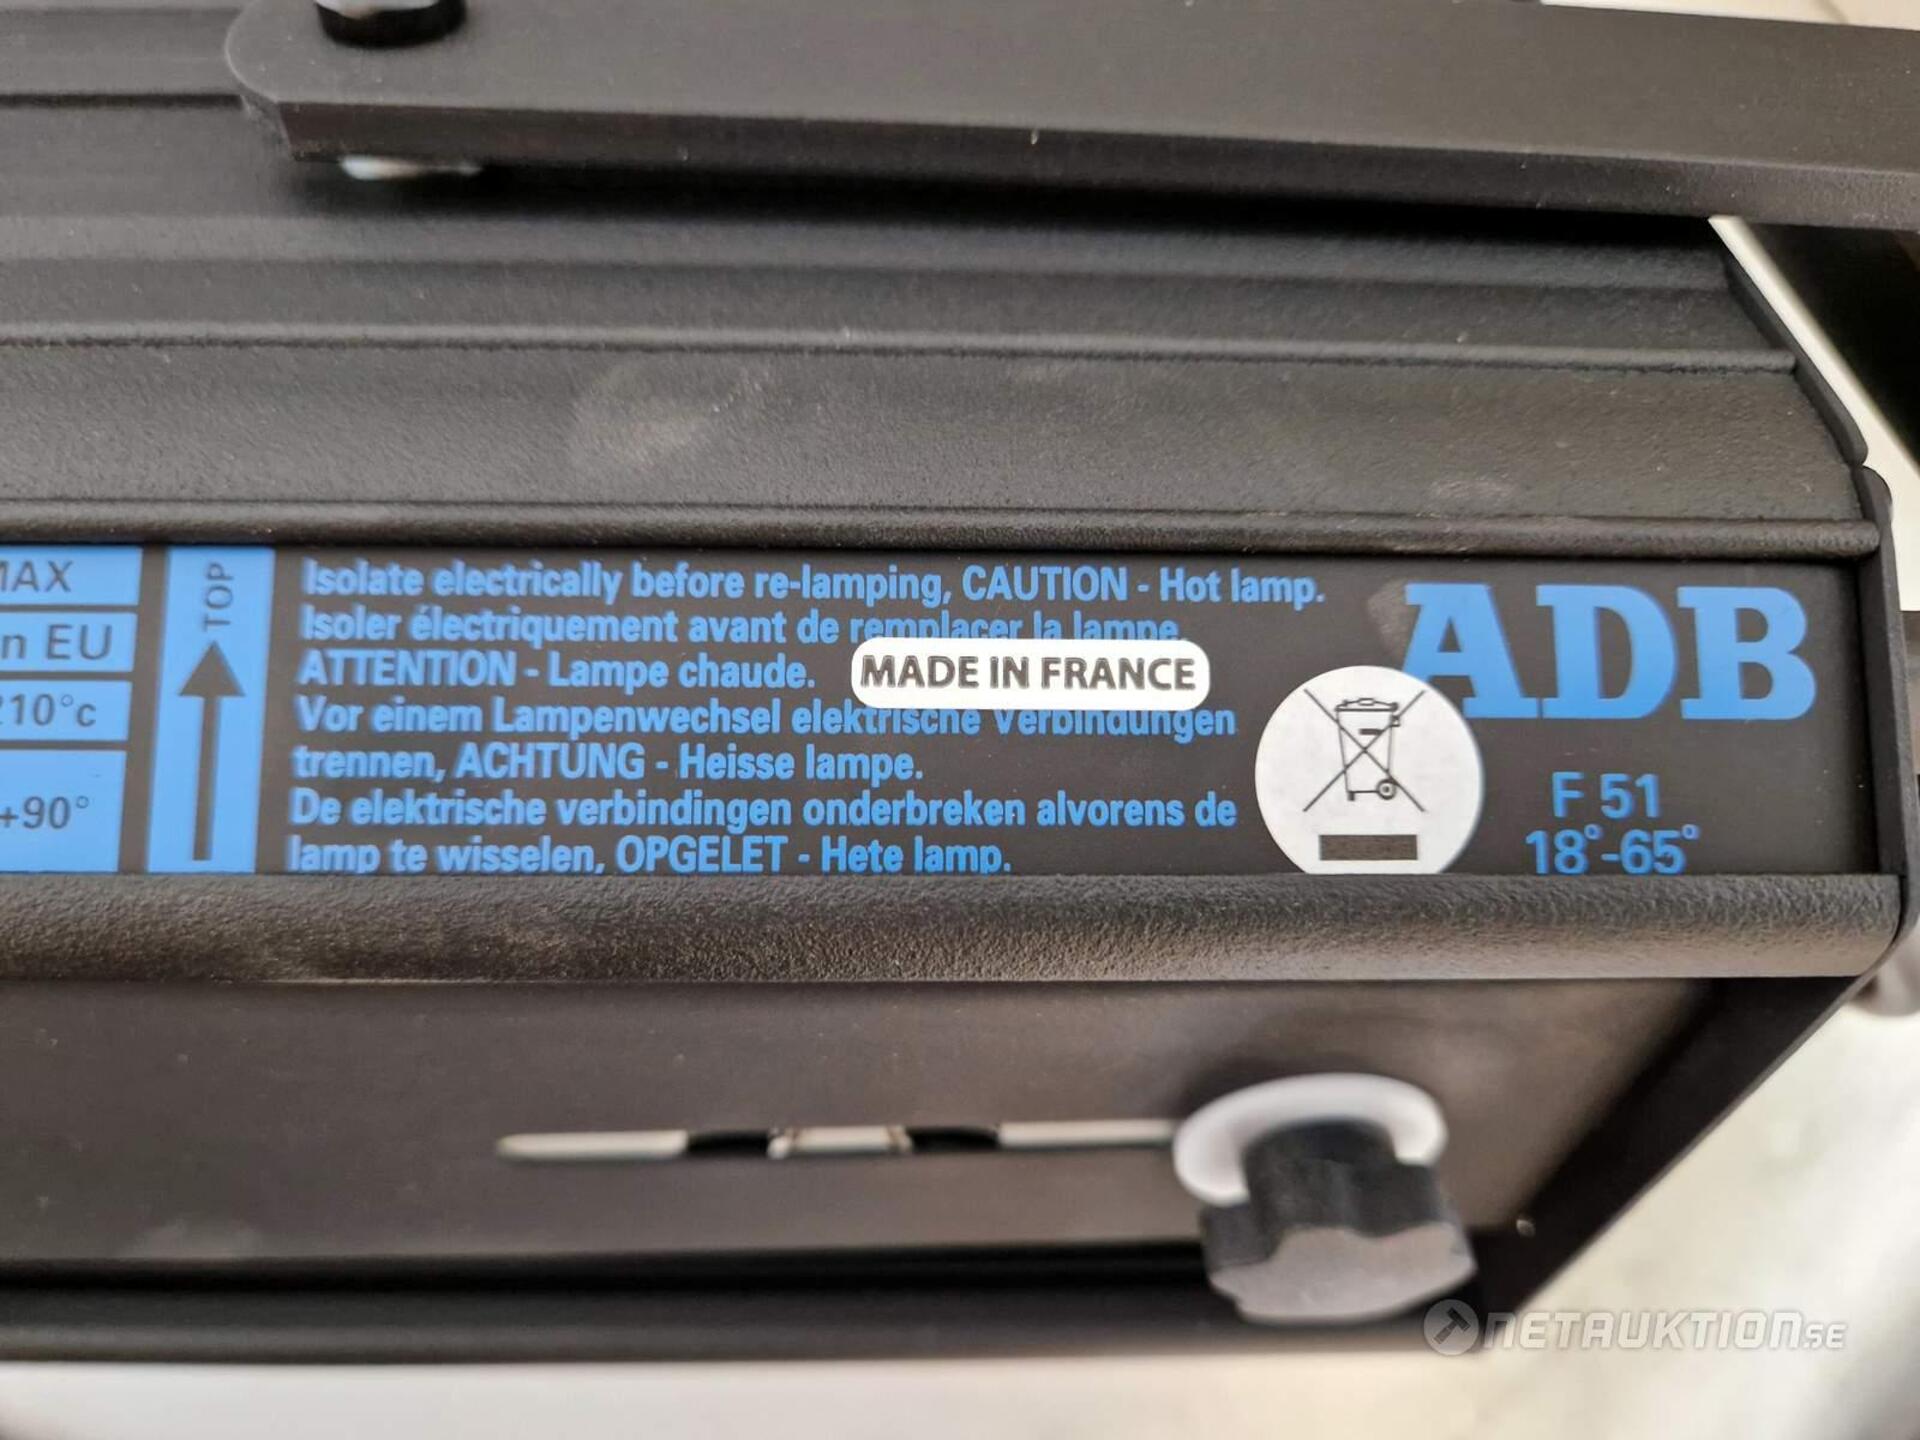 TOP
Isolate electrically before re-lamping, CAUTION - Hot lamp.
Isoler électriquement avant de remplacer la lampe.
ATTENTION - Lampe chaude.
MADE IN FRANCE
Vor einem Lampenwechsel elektrische Verbindungen
trennen, ACHTUNG - Heisse lampe.
De elektrische verbindingen onderbreken alvorens de
lamp te wisselen, OPGELET - Hete lamp.
ADB
F 51
18°-65°
EU
+90°
NETAUKTION.SE